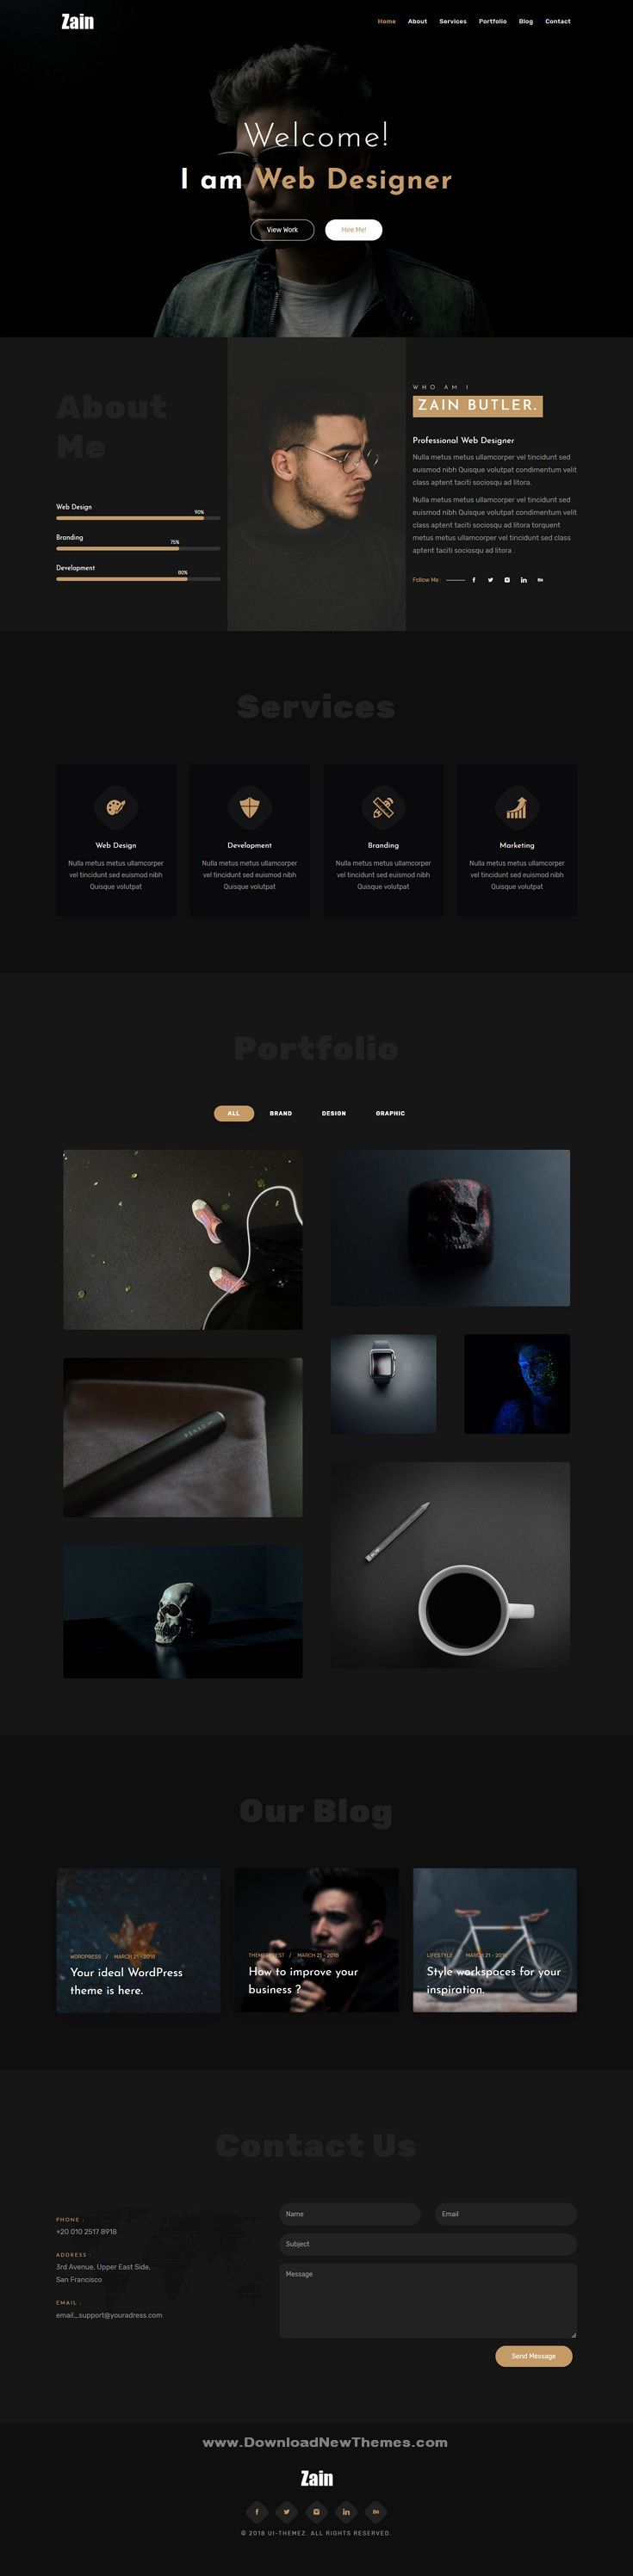 Zain
Home About Services Portfolio Blog Contact
Welcome!
I am Web Designer
View Work Hire Me!
About
Me
Web Design
90%
Branding
75%
Development
80%
WHO AM I
ZAIN BUTLER.
Professional Web Designer
Nulla metus metus ullamcorper vel tincidunt sed
euismod nibh Quisque volutpat condimentum velit
class aptent taciti sociosqu ad litora.
Nulla metus metus ullamcorper vel tincidunt sed
euismod nibh Quisque volutpat condimentum velit
class aptent taciti sociosqu ad litora torquent
metus metus ullamcorper vel tincidunt sed class
aptent taciti sociosqu ad litora .
Follow Me :
Services
Web Design
Nulla metus metus ullamcorper
vel tincidunt sed euismod nibh
Quisque volutpat
Development
Nulla metus metus ullamcorper
vel tincidunt sed euismod nibh
Quisque volutpat
Branding
Nulla metus metus ullamcorper
vel tincidunt sed euismod nibh
Quisque volutpat
Marketing
Nulla metus metus ullamcorper
vel tincidunt sed euismod nibh
Quisque volutpat
Portfolio
ALL BRAND DESIGN GRAPHIC
Our Blog
WORDPRESS / MARCH 21 - 2018
Your ideal WordPress
theme is here.
/ MARCH 21 - 2018
How to improve your
business ?
LIFESTYLE MARCH 21 - 2018
Style workspaces for your
inspiration.
Contact Us
PHONE :
+20 010 2517 8918
ADDRESS :
3rd Avenue, Upper East Side,
San Francisco
EMAIL :
email_support@youradress.com
Name
Email
Subject
Message
Send Message
www.DownloadNewThemes.com
Zain
© 2018 UI-THEMEZ. ALL RIGHTS RESERVED.